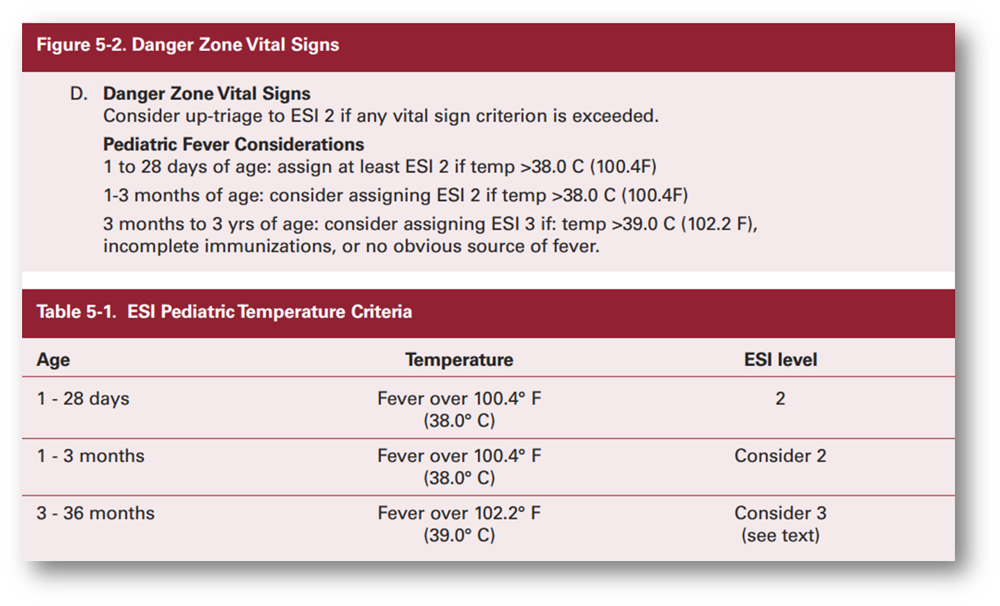 Figure 5-2. Danger Zone Vital Signs
D. Danger Zone Vital Signs
Consider up-triage to ESI 2 if any vital sign criterion is exceeded.
Pediatric Fever Considerations
1 to 28 days of age: assign at least ESI 2 if temp >38.0 C (100.4F)
1-3 months of age: consider assigning ESI 2 if temp >38.0 C (100.4F)
3 months to 3 yrs of age: consider assigning ESI 3 if: temp >39.0 C (102.2 F),
incomplete immunizations, or no obvious source of fever.
Table 5-1. ESI Pediatric Temperature Criteria
Age Temperature ESI level
1 - 28 days Fever over 100.4° F 2
(38.0° C)
1 - 3 months Fever over 100.4° F Consider 2
(38.0° C)
3 - 36 months Fever over 102.2° F Consider 3
(39.0° C) (see text)